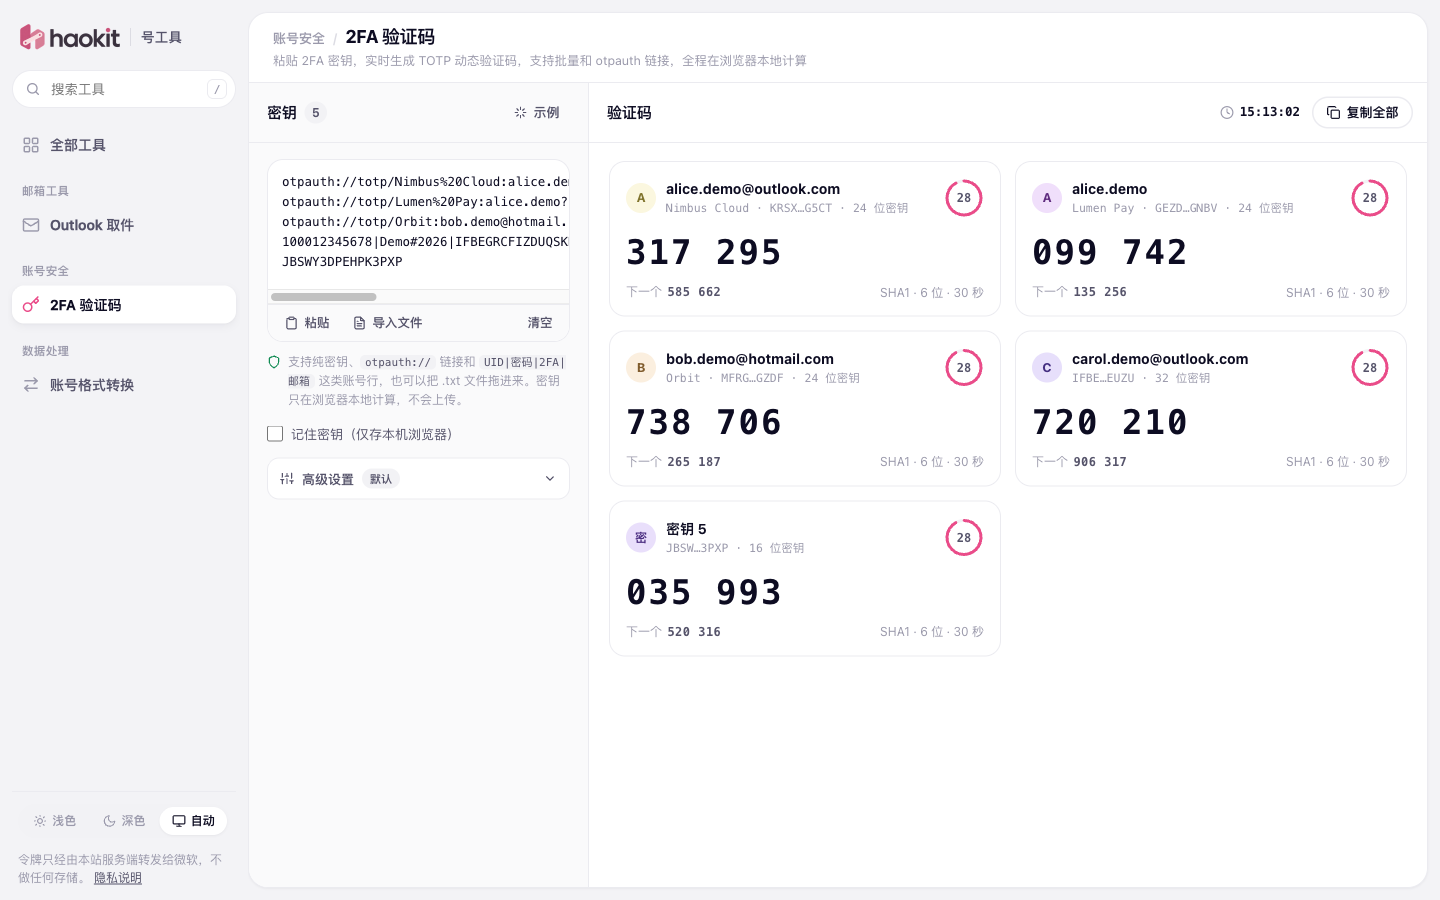 haokit 号工具
搜索工具 /
全部工具
邮箱工具
Outlook 取件
账号安全
2FA 验证码
数据处理
账号格式转换
浅色 深色 自动
令牌只经由本站服务端转发给微软，不
做任何存储。 隐私说明
账号安全 / 2FA 验证码
粘贴 2FA 密钥，实时生成 TOTP 动态验证码，支持批量和 otpauth 链接，全程在浏览器本地计算
密钥 5 示例
otpauth://totp/Nimbus%20Cloud:alice.de
otpauth://totp/Lumen%20Pay:alice.demo?
otpauth://totp/Orbit:bob.demo@hotmail.
100012345678|Demo#2026|IFBEGRCFIZDUQSK
JBSWY3DPEHPK3PXP
粘贴 导入文件 清空
支持纯密钥、 otpauth:// 链接和 UID|密码|2FA|
邮箱 这类账号行，也可以把 .txt 文件拖进来。密钥
只在浏览器本地计算，不会上传。
记住密钥（仅存本机浏览器）
高级设置 默认
验证码 15:13:02 复制全部
A alice.demo@outlook.com 28
Nimbus Cloud · KRSX…G5CT · 24 位密钥
317 295
下一个 585 662 SHA1 · 6 位 · 30 秒
A alice.demo 28
Lumen Pay · GEZD…GNBV · 24 位密钥
099 742
下一个 135 256 SHA1 · 6 位 · 30 秒
B bob.demo@hotmail.com 28
Orbit · MFRG…GZDF · 24 位密钥
738 706
下一个 265 187 SHA1 · 6 位 · 30 秒
C carol.demo@outlook.com 28
IFBE…EUZU · 32 位密钥
720 210
下一个 906 317 SHA1 · 6 位 · 30 秒
密 密钥 5 28
JBSW…3PXP · 16 位密钥
035 993
下一个 520 316 SHA1 · 6 位 · 30 秒